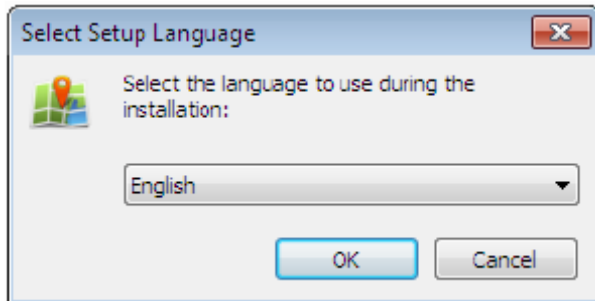 Select Setup Language
Select the language to use during the
installation:
English
OK
Cancel